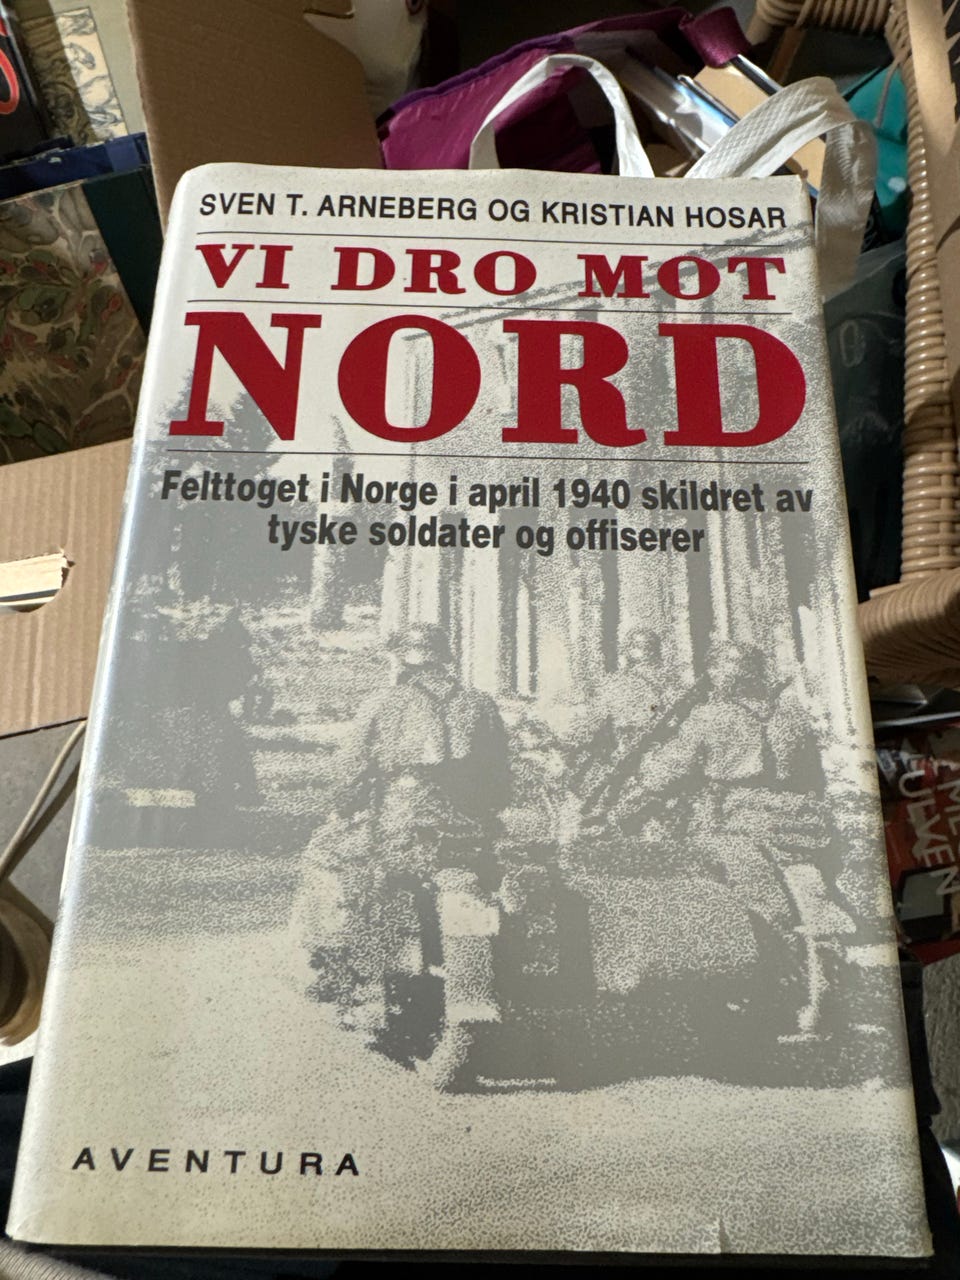 SVEN T. ARNEBERG OG KRISTIAN HOSAR
VI DRO MOT
NORD
Felttoget i Norge i april 1940 skildret av
tyske soldater og offiserer
AVENTURA
ULVEN